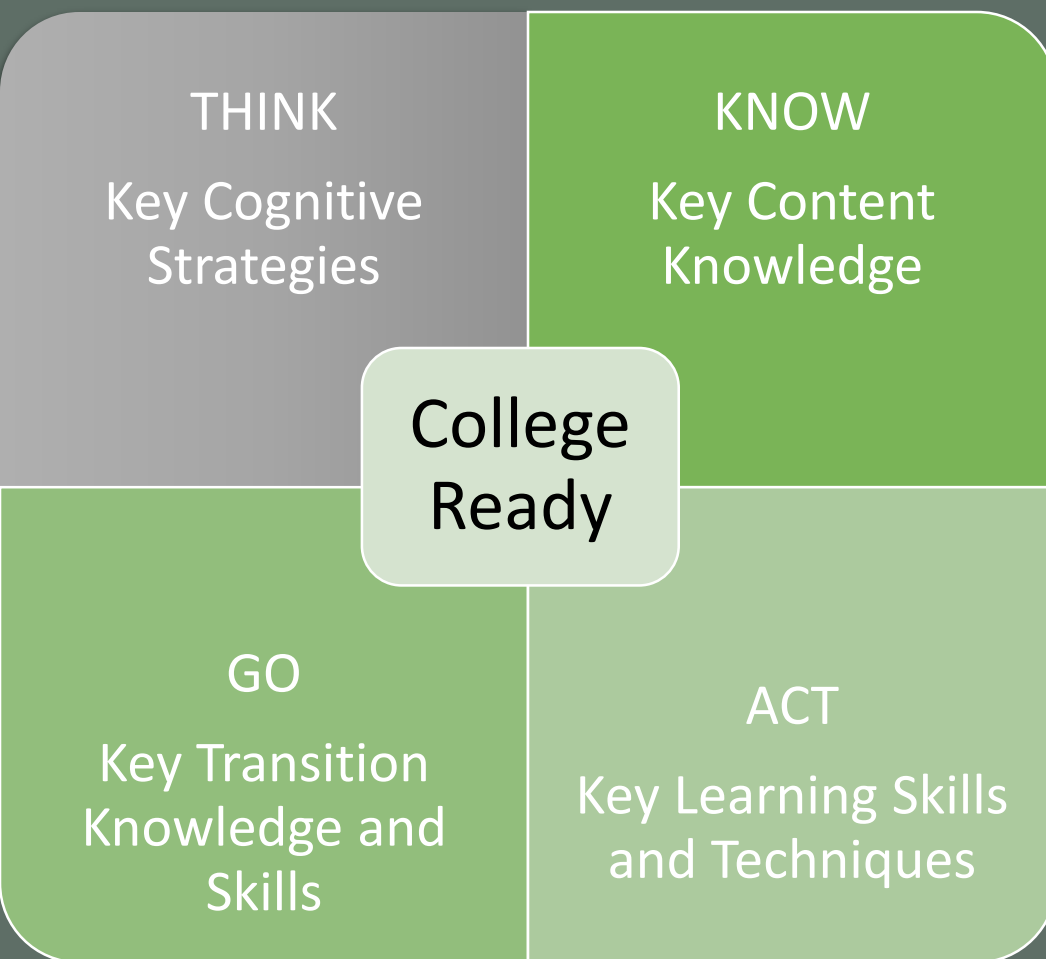 THINK
Key Cognitive
Strategies
KNOW
Key Content
Knowledge
College
Ready
GO
Key Transition
Knowledge and
Skills
ACT
Key Learning Skills
and Techniques